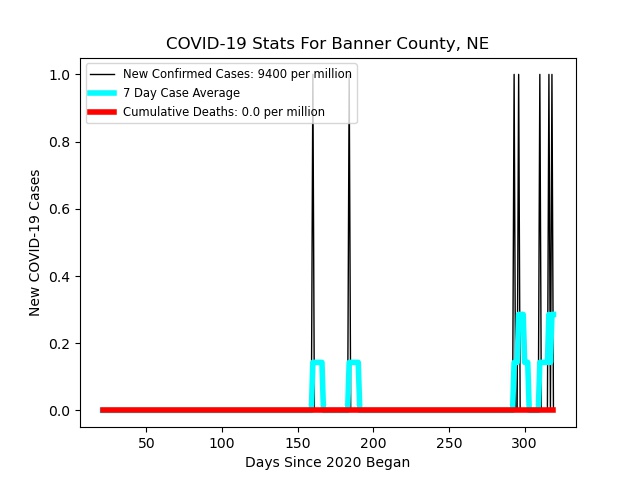 COVID-19 Stats For Banner County, NE
New Confirmed Cases: 9400 per million
7 Day Case Average
Cumulative Deaths: 0.0 per million
1.0
0.8
0.6
0.4
0.2
0.0
New COVID-19 Cases
50 100 150 200 250 300
Days Since 2020 Began